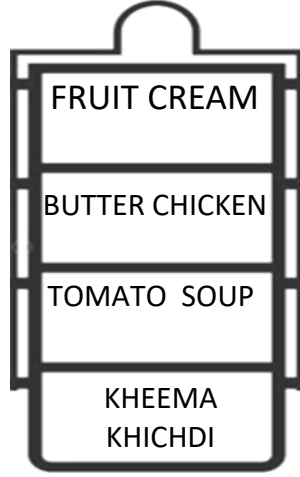 FRUIT CREAM
BUTTER CHICKEN
TOMATO SOUP
KHEEMA
KHICHDI